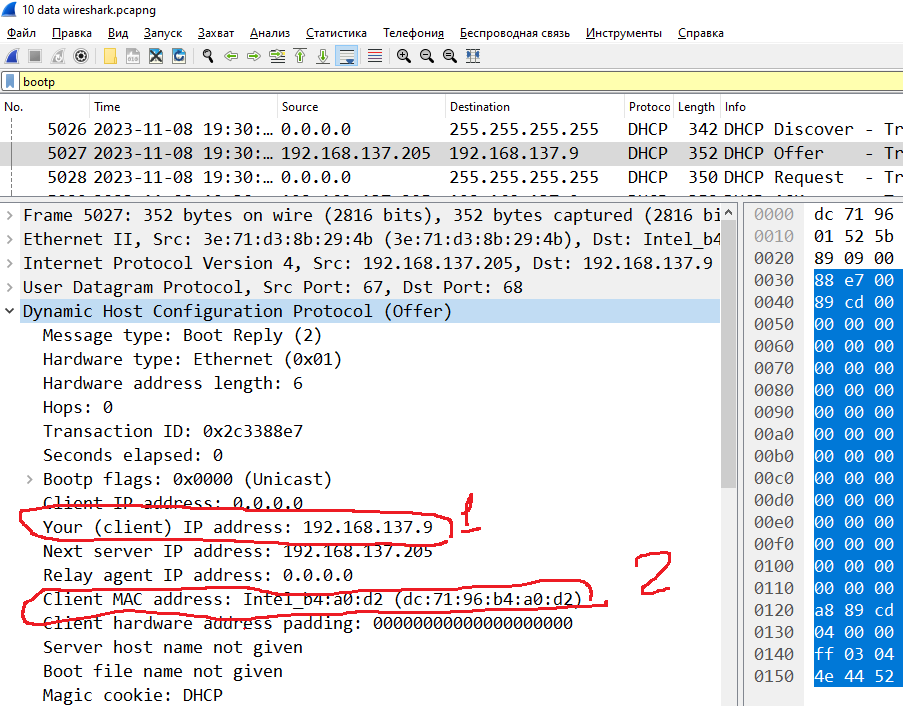 10 data wireshark.pcapng
Файл Правка Вид Запуск Захват Анализ Статистика Телефония Беспроводная связь Инструменты Справка
bootp
No. Time Source Destination Protoco Length Info
5026 2023-11-08 19:30:… 0.0.0.0 255.255.255.255 DHCP 342 DHCP Discover - Tr
5027 2023-11-08 19:30:… 192.168.137.205 192.168.137.9 DHCP 352 DHCP Offer - Tr
5028 2023-11-08 19:30:… 0.0.0.0 255.255.255.255 DHCP 350 DHCP Request - Tr
Frame 5027: 352 bytes on wire (2816 bits), 352 bytes captured (2816 bi
Ethernet II, Src: 3e:71:d3:8b:29:4b (3e:71:d3:8b:29:4b), Dst: Intel_b4
Internet Protocol Version 4, Src: 192.168.137.205, Dst: 192.168.137.9
User Datagram Protocol, Src Port: 67, Dst Port: 68
Dynamic Host Configuration Protocol (Offer)
Message type: Boot Reply (2)
Hardware type: Ethernet (0x01)
Hardware address length: 6
Hops: 0
Transaction ID: 0x2c3388e7
Seconds elapsed: 0
Bootp flags: 0x0000 (Unicast)
Client IP address: 0.0.0.0
Your (client) IP address: 192.168.137.9 1
Next server IP address: 192.168.137.205
Relay agent IP address: 0.0.0.0
Client MAC address: Intel_b4:a0:d2 (dc:71:96:b4:a0:d2) 2
Client hardware address padding: 00000000000000000000
Server host name not given
Boot file name not given
Magic cookie: DHCP
0000 dc 71 96
0010 01 52 5b
0020 89 09 00
0030 88 e7 00
0040 89 cd 00
0050 00 00 00
0060 00 00 00
0070 00 00 00
0080 00 00 00
0090 00 00 00
00a0 00 00 00
00b0 00 00 00
00c0 00 00 00
00d0 00 00 00
00e0 00 00 00
00f0 00 00 00
0100 00 00 00
0110 00 00 00
0120 a8 89 cd
0130 04 00 00
0140 ff 03 04
0150 4e 44 52